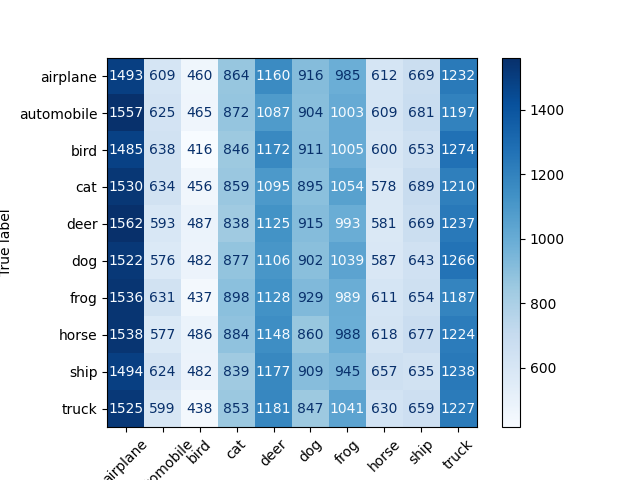 airplane 1493 609 460 864 1160 916 985 612 669 1232
automobile 1557 625 465 872 1087 904 1003 609 681 1197
bird 1485 638 416 846 1172 911 1005 600 653 1274
cat 1530 634 456 859 1095 895 1054 578 689 1210
deer 1562 593 487 838 1125 915 993 581 669 1237
dog 1522 576 482 877 1106 902 1039 587 643 1266
frog 1536 631 437 898 1128 929 989 611 654 1187
horse 1538 577 486 884 1148 860 988 618 677 1224
ship 1494 624 482 839 1177 909 945 657 635 1238
truck 1525 599 438 853 1181 847 1041 630 659 1227
airplane omobile bird cat deer dog frog horse ship truck
True label
1400
1200
1000
800
600